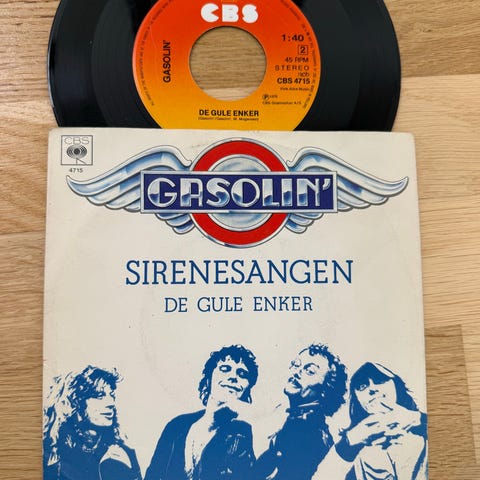 CBS
GASOLIN'
1:40
2
45 RPM
STEREO
ncb
CBS 4715
DE GULE ENKER
CBS
4715
GASOLIN'
SIRENESANGEN
DE GULE ENKER